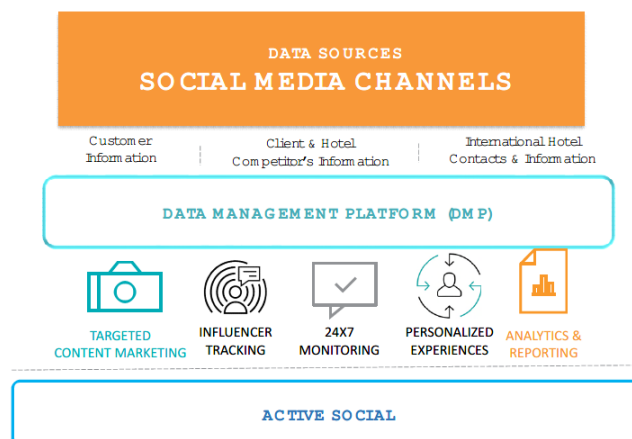 DATA SOURCES
SOCIAL MEDIA CHANNELS
Customer
Information
Client & Hotel
Competitor's Information
International Hotel
Contacts & Information
DATA MANAGEMENT PLATFORM (DMP)
TARGETED
CONTENT MARKETING
INFLUENCER
TRACKING
24X7
MONITORING
PERSONALIZED
EXPERIENCES
ANALYTICS &
REPORTING
ACTIVE SOCIAL